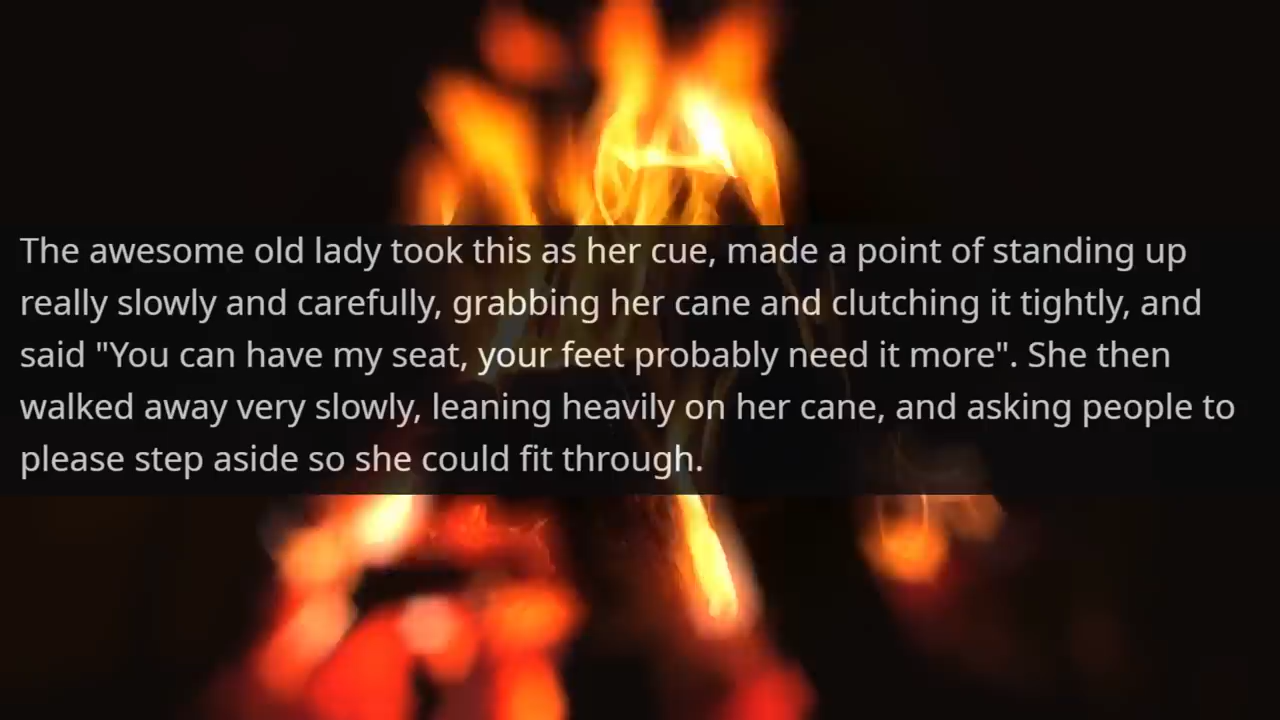 The awesome old lady took this as her cue, made a point of standing up
really slowly and carefully, grabbing her cane and clutching it tightly, and
said "You can have my seat, your feet probably need it more". She then
walked away very slowly, leaning heavily on her cane, and asking people to
please step aside so she could fit through.